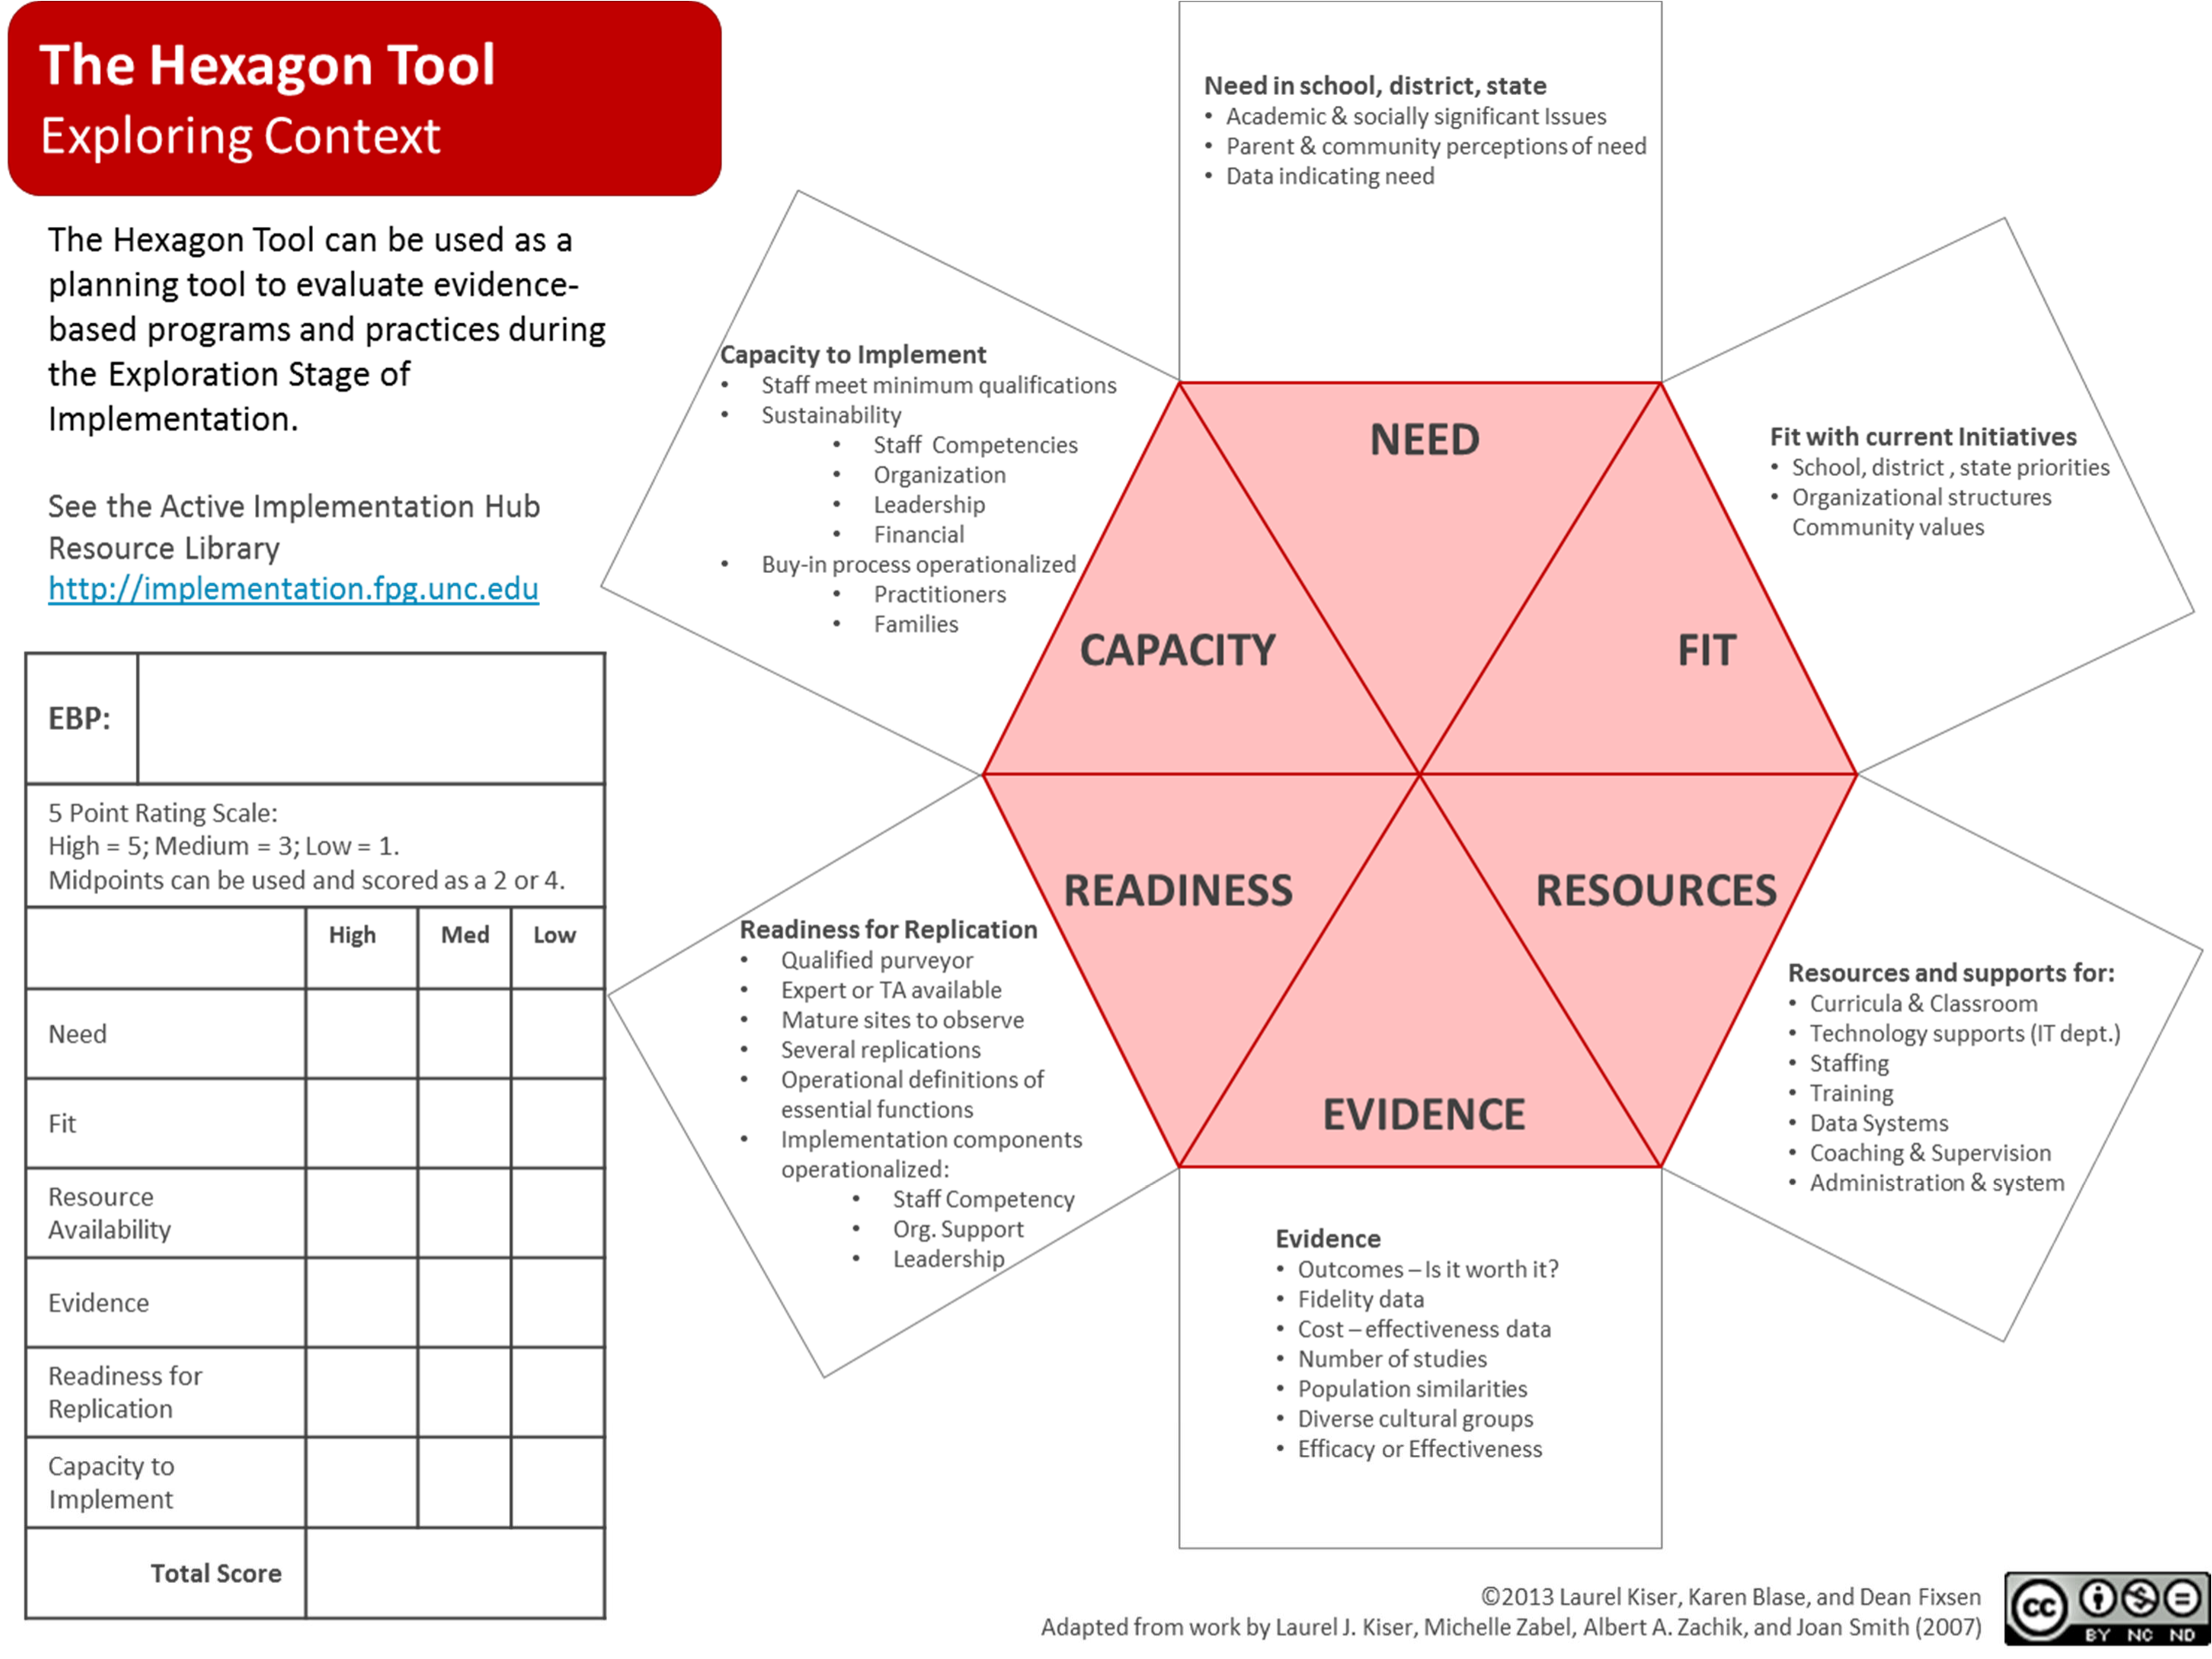 The Hexagon Tool
Exploring Context
The Hexagon Tool can be used as a
planning tool to evaluate evidence-
based programs and practices during
the Exploration Stage of
Implementation.
See the Active Implementation Hub
Resource Library
http://implementation.fpg.unc.edu
EBP:
5 Point Rating Scale:
High = 5; Medium = 3; Low = 1.
Midpoints can be used and scored as a 2 or 4.
High Med Low
Need
Fit
Resource
Availability
Evidence
Readiness for
Replication
Capacity to
Implement
Total Score
Need in school, district, state
• Academic & socially significant Issues
• Parent & community perceptions of need
• Data indicating need
Capacity to Implement
• Staff meet minimum qualifications
• Sustainability
• Staff Competencies
• Organization
• Leadership
• Financial
• Buy-in process operationalized
• Practitioners
• Families
Fit with current Initiatives
• School, district , state priorities
• Organizational structures
Community values
NEED
CAPACITY
FIT
READINESS
RESOURCES
EVIDENCE
Readiness for Replication
• Qualified purveyor
• Expert or TA available
• Mature sites to observe
• Several replications
• Operational definitions of
essential functions
• Implementation components
operationalized:
• Staff Competency
• Org. Support
• Leadership
Resources and supports for:
• Curricula & Classroom
• Technology supports (IT dept.)
• Staffing
• Training
• Data Systems
• Coaching & Supervision
• Administration & system
Evidence
• Outcomes – Is it worth it?
• Fidelity data
• Cost – effectiveness data
• Number of studies
• Population similarities
• Diverse cultural groups
• Efficacy or Effectiveness
©2013 Laurel Kiser, Karen Blase, and Dean Fixsen
Adapted from work by Laurel J. Kiser, Michelle Zabel, Albert A. Zachik, and Joan Smith (2007)
cc
BY NC ND